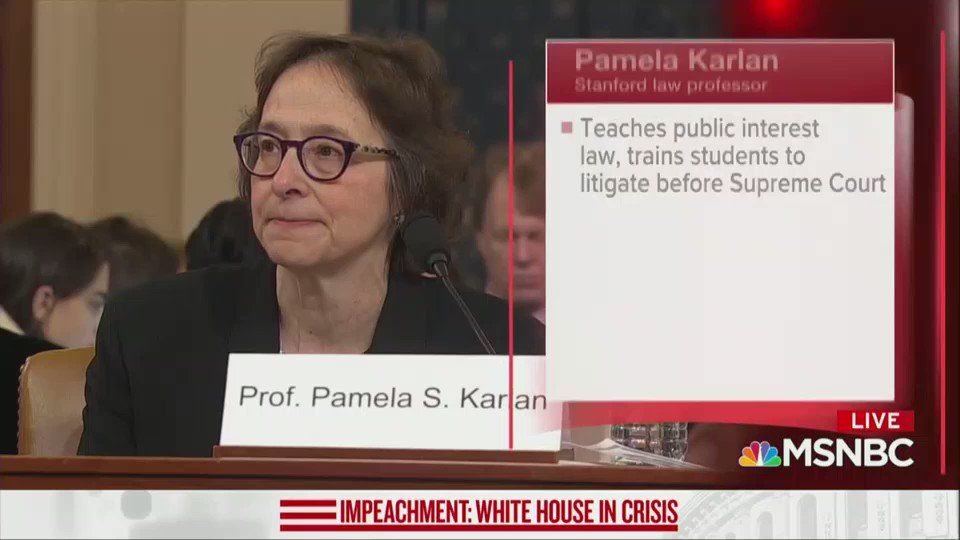 Pamela Karlan
Stanford law professor
Teaches public interest
law, trains students to
litigate before Supreme Court
Prof. Pamela S. Karlan
LIVE
MSNBC
IMPEACHMENT: WHITE HOUSE IN CRISIS